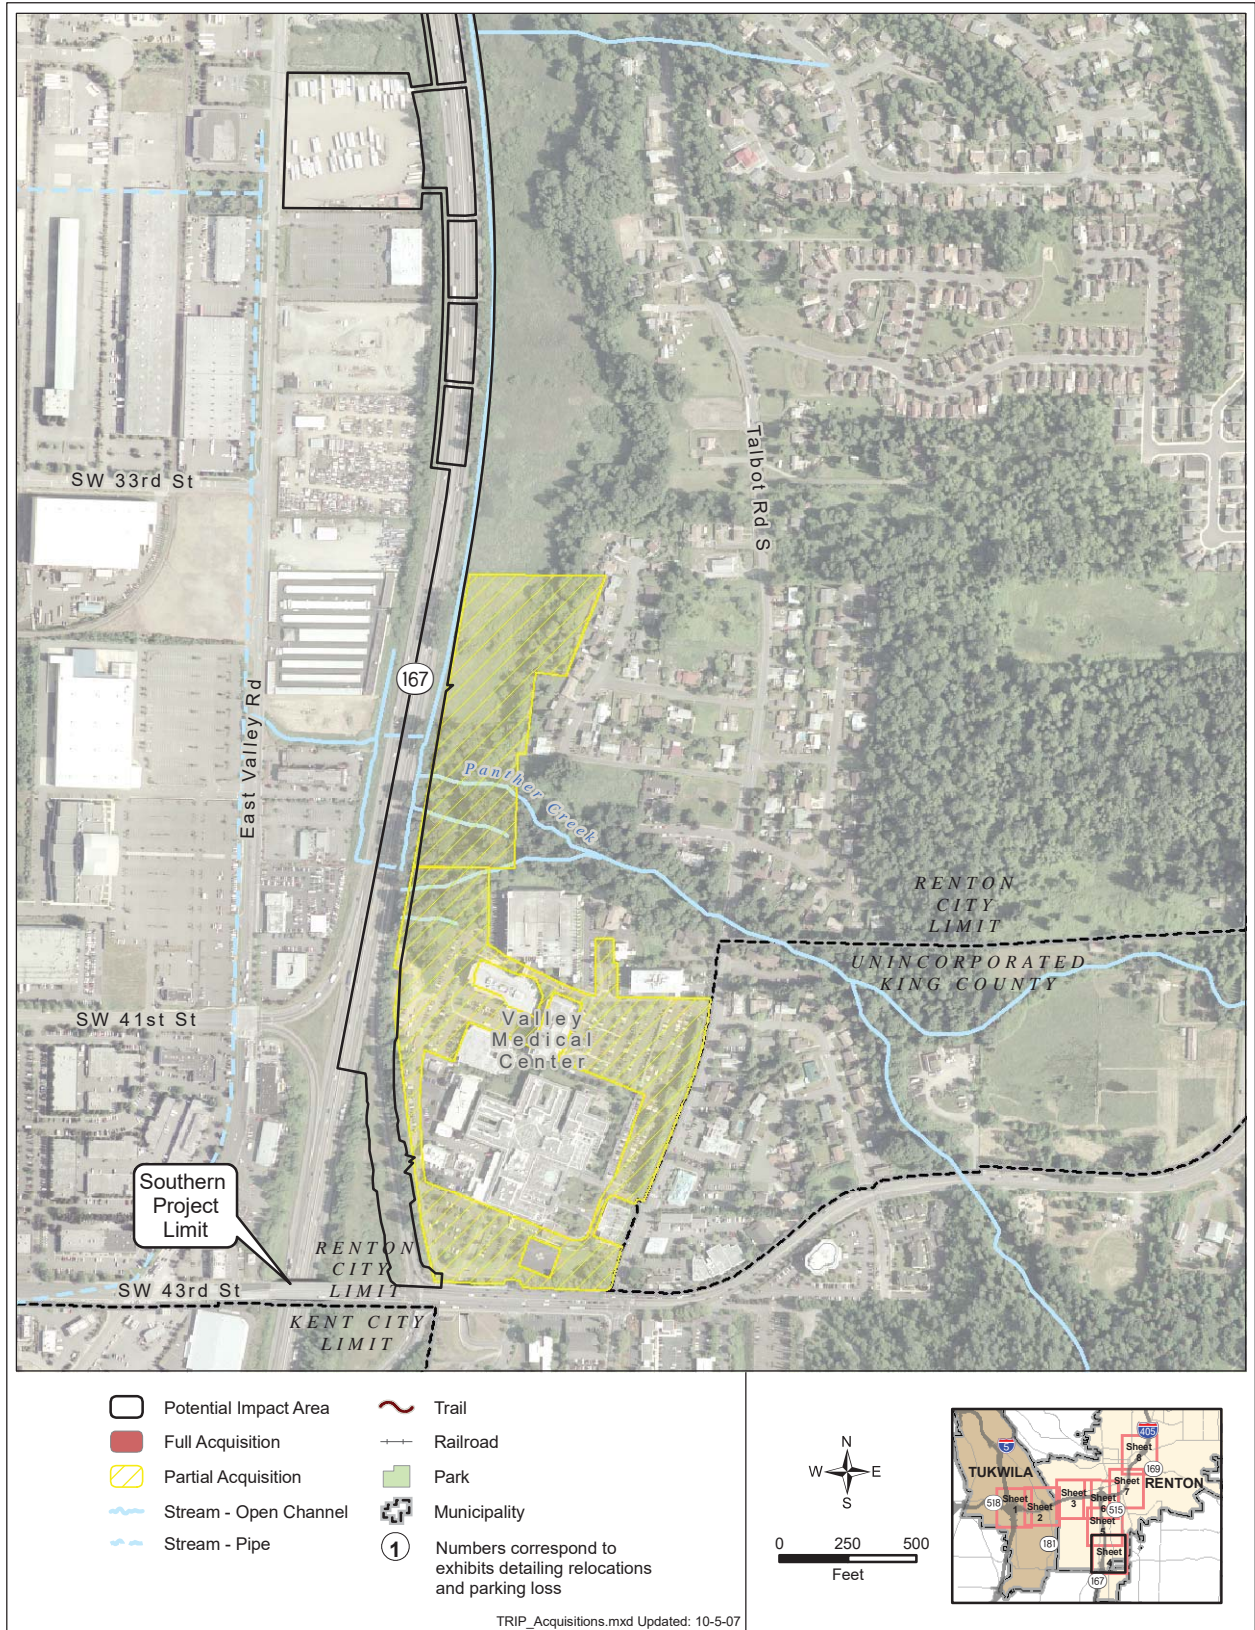 SW 33rd St
Talbot Rd S
167
East Valley Rd
Panther Creek
RENTON
CITY
LIMIT
UNINCORPORATED
KING COUNTY
SW 41st St
Valley
Medical
Center
Southern
Project
Limit
RENTON
CITY
LIMIT
SW 43rd St
KENT CITY
LIMIT
Potential Impact Area
Full Acquisition
Partial Acquisition
Stream - Open Channel
Stream - Pipe
Trail
Railroad
Park
Municipality
1
Numbers correspond to
exhibits detailing relocations
and parking loss
TRIP_Acquisitions.mxd Updated: 10-5-07
N
W E
S
0 250 500
Feet
5
405
TUKWILA
RENTON
Sheet
8
169
Sheet
7
518
Sheet
1
Sheet
2
Sheet
3
Sheet
6
515
Sheet
5
181
Sheet
4
167